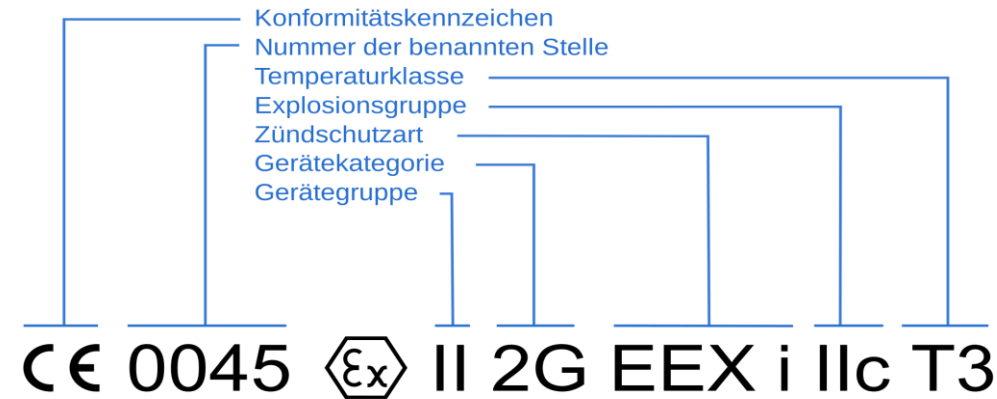 Konformitätskennzeichen
Nummer der benannten Stelle
Temperaturklasse
Explosionsgruppe
Zündschutzart
Gerätekategorie
Gerätegruppe
CE 0045 Ex II 2G EEX i IIc T3